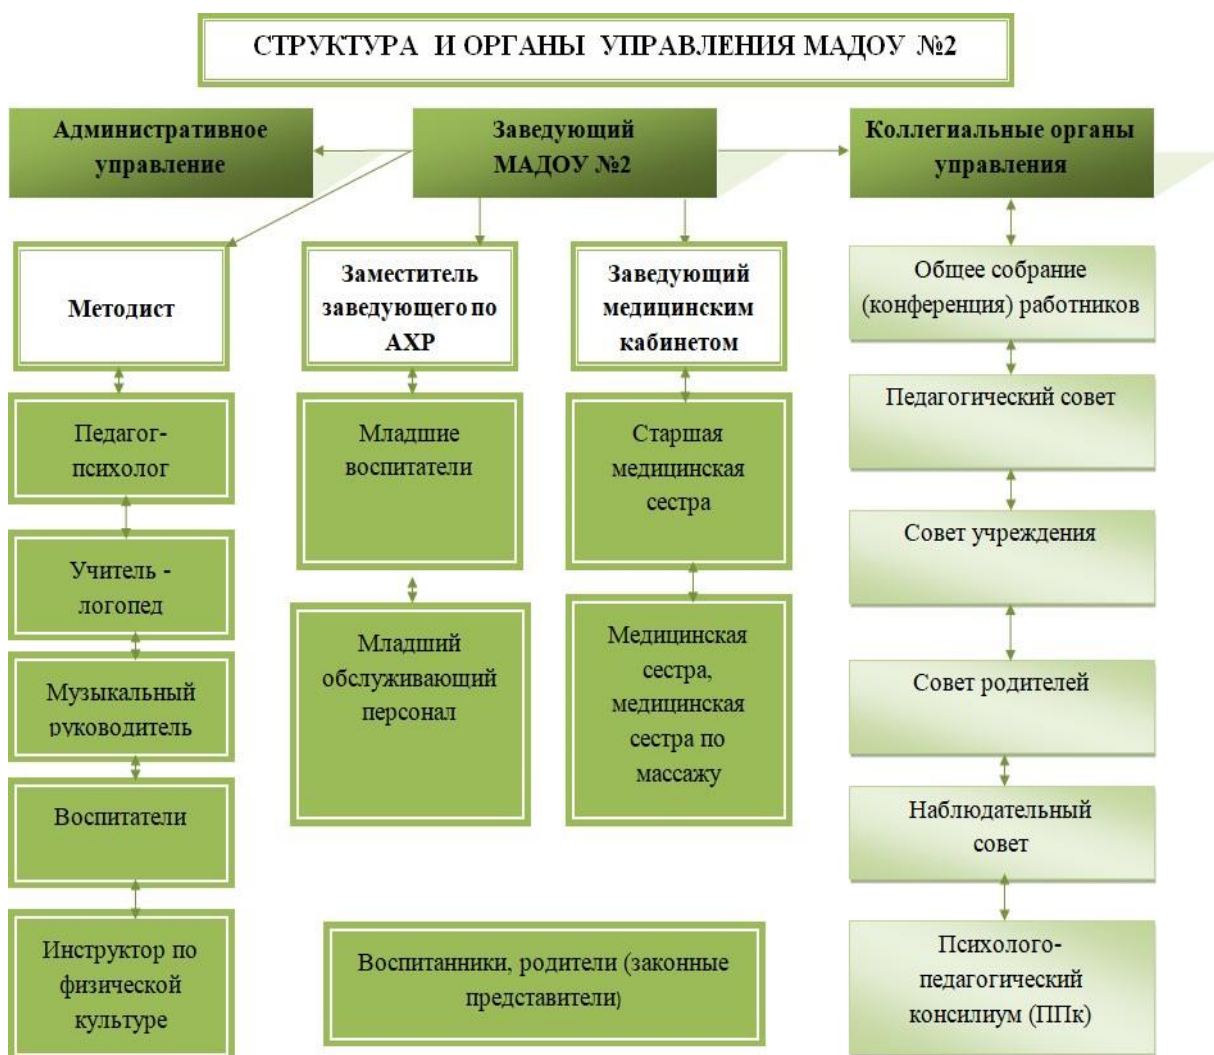 СТРУКТУРА И ОРГАНЫ УПРАВЛЕНИЯ МАДОУ №2
Административное
управление
Заведующий
МАДОУ №2
Коллегиальные органы
управления
Методист
Заместитель
заведующего по
АХР
Заведующий
медицинским
кабинетом
Общее собрание
(конференция) работников
Педагог-
психолог
Младшие
воспитатели
Старшая
медицинская
сестра
Педагогический совет
Учитель -
логопед
Совет учреждения
Музыкальный
руководитель
Младший
обслуживающий
персонал
Медицинская
сестра,
медицинская
сестра по
массажу
Совет родителей
Воспитатели
Наблюдательный
совет
Инструктор по
физической
культуре
Воспитанники, родители (законные
представители)
Психолого-
педагогический
консилиум (ППк)